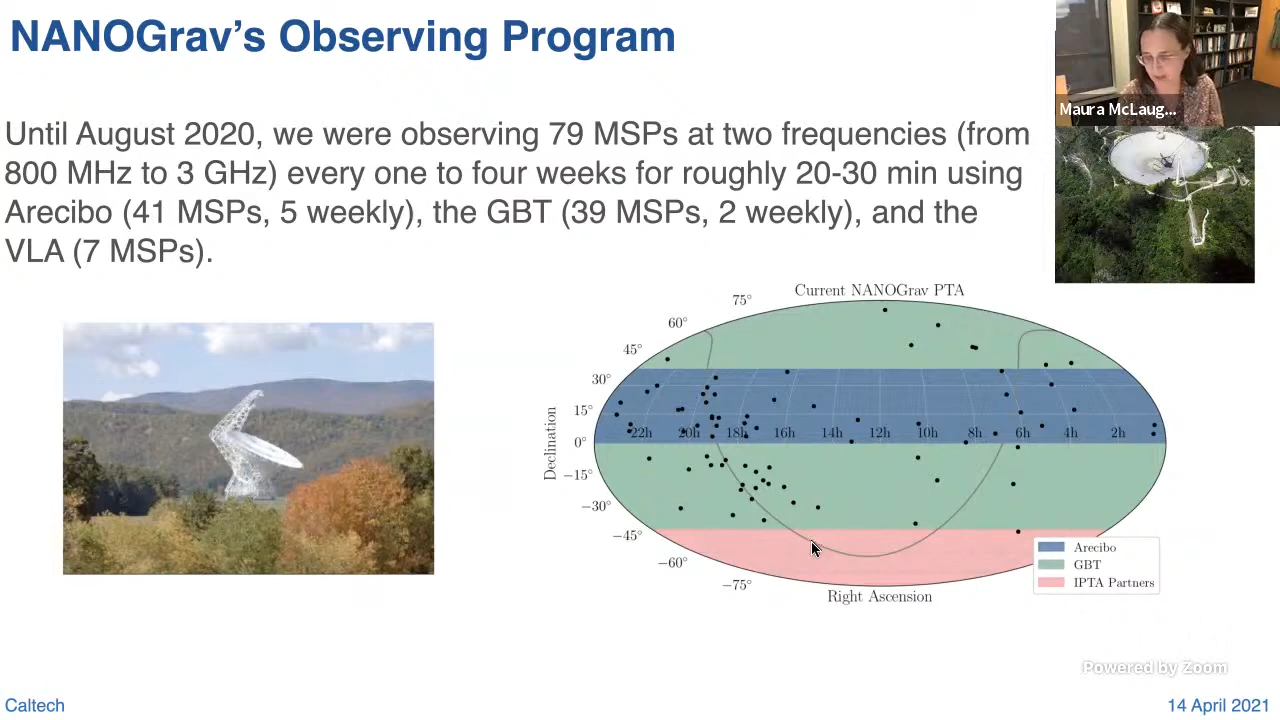 NANOGrav's Observing Program
Maura McLaug...
Until August 2020, we were observing 79 MSPs at two frequencies (from
800 MHz to 3 GHz) every one to four weeks for roughly 20-30 min using
Arecibo (41 MSPs, 5 weekly), the GBT (39 MSPs, 2 weekly), and the
VLA (7 MSPs).
Current NANOGrav PTA
75°
60°
45°
30°
15°
0°
−15°
−30°
−45°
−60°
−75°
Declination
22h 20h 18h 16h 14h 12h 10h 8h 6h 4h 2h
Right Ascension
Arecibo
GBT
IPTA Partners
Powered by Zoom
Caltech
14 April 2021